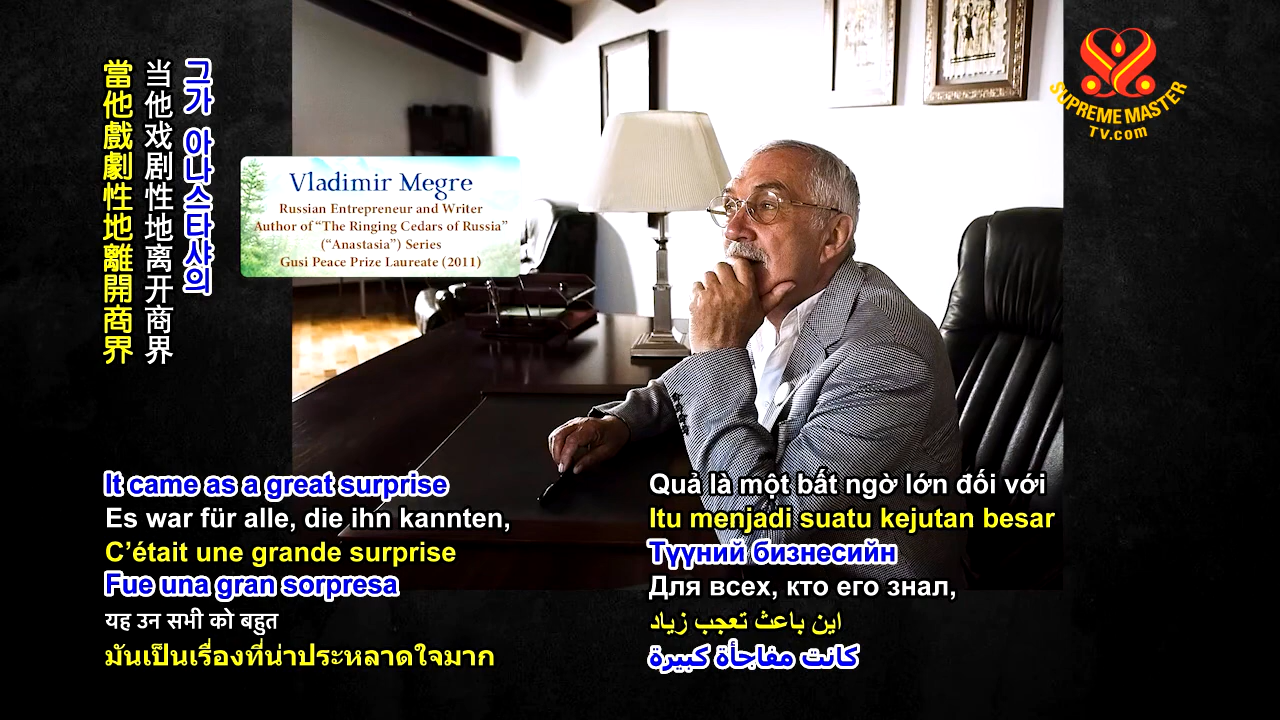 當他戲劇性地離開商界
当他戏剧性地离开商界
그가 아나스타샤의
SUPREME MASTER
TV.com
Vladimir Megre
Russian Entrepreneur and Writer
Author of “The Ringing Cedars of Russia”
(“Anastasia”) Series
Gusi Peace Prize Laureate (2011)
It came as a great surprise
Es war für alle, die ihn kannten,
C’était une grande surprise
Fue una gran sorpresa
यह उन सभी को बहुत
มันเป็นเรื่องที่น่าประหลาดใจมาก
Quả là một bất ngờ lớn đối với
Itu menjadi suatu kejutan besar
Түүний бизнесийн
Для всех, кто его знал,
این باعث تعجب زیاد
كانت مفاجأة كبيرة